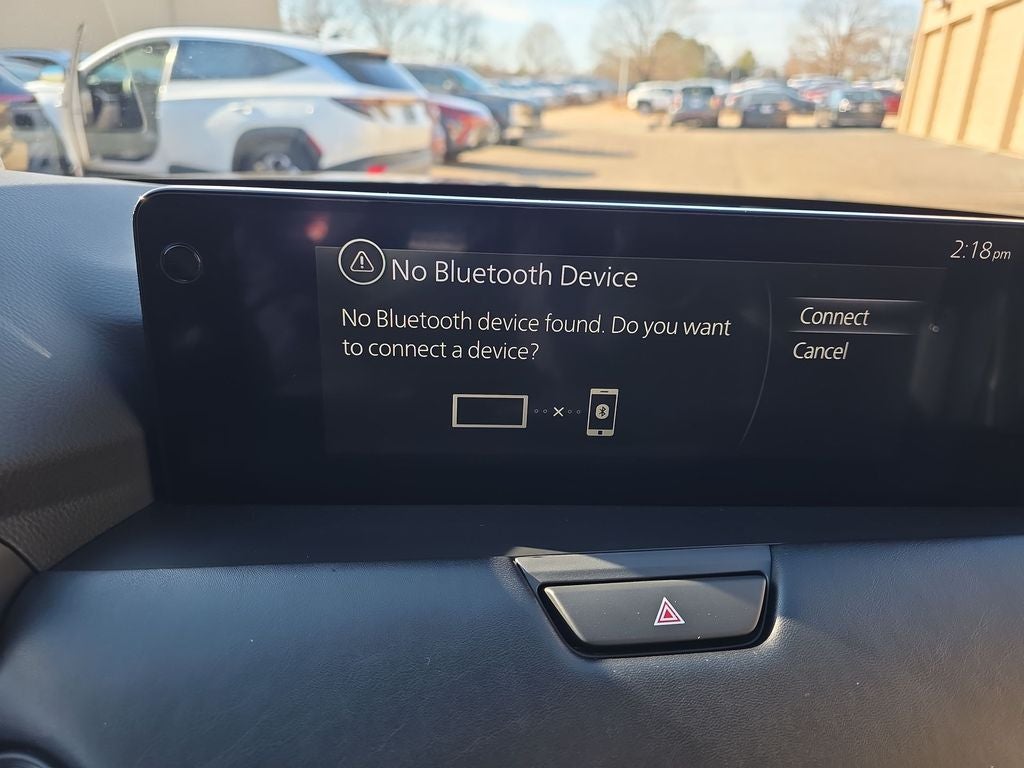 2:18pm
No Bluetooth Device
No Bluetooth device found. Do you want
to connect a device?
Connect
Cancel